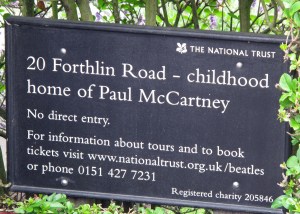 THE NATIONAL TRUST
20 Forthlin Road – childhood
home of Paul McCartney
No direct entry.
For information about tours and to book
tickets visit www.nationaltrust.org.uk/beatles
or phone 0151 427 7231
Registered charity 205846